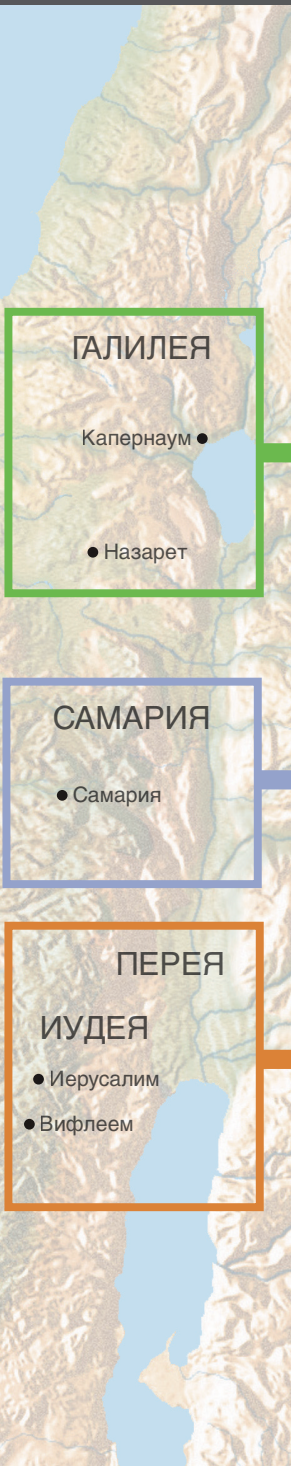 ГАЛИЛЕЯ
Капернаум
Назарет
САМАРИЯ
Самария
ПЕРЕЯ
ИУДЕЯ
Иерусалим
Вифлеем